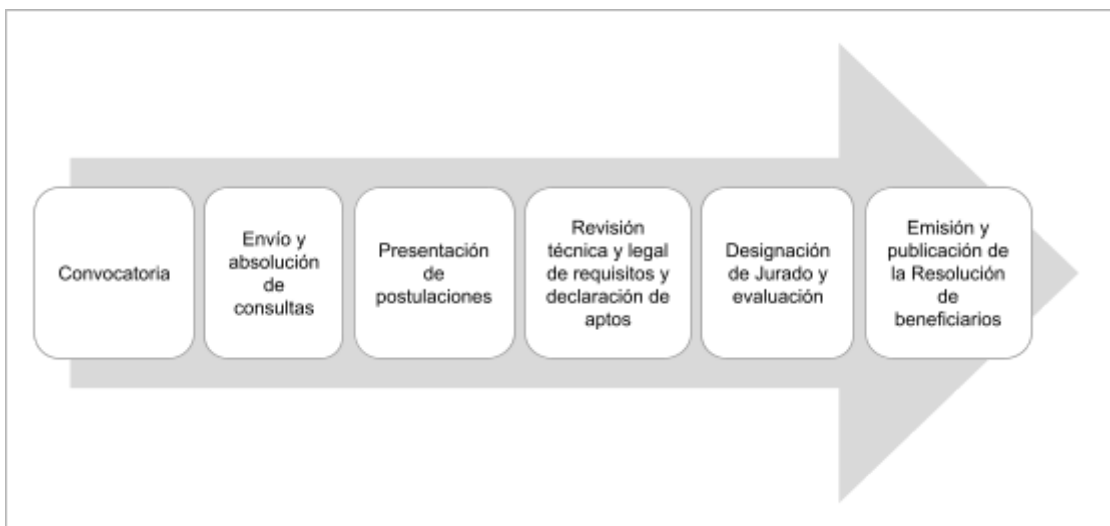 Convocatoria
Envío y
absolución
de
consultas
Presentación
de
postulaciones
Revisión
técnica y legal
de requisitos y
declaración de
aptos
Designación
de Jurado y
evaluación
Emisión y
publicación de
la Resolución
de
beneficiarios